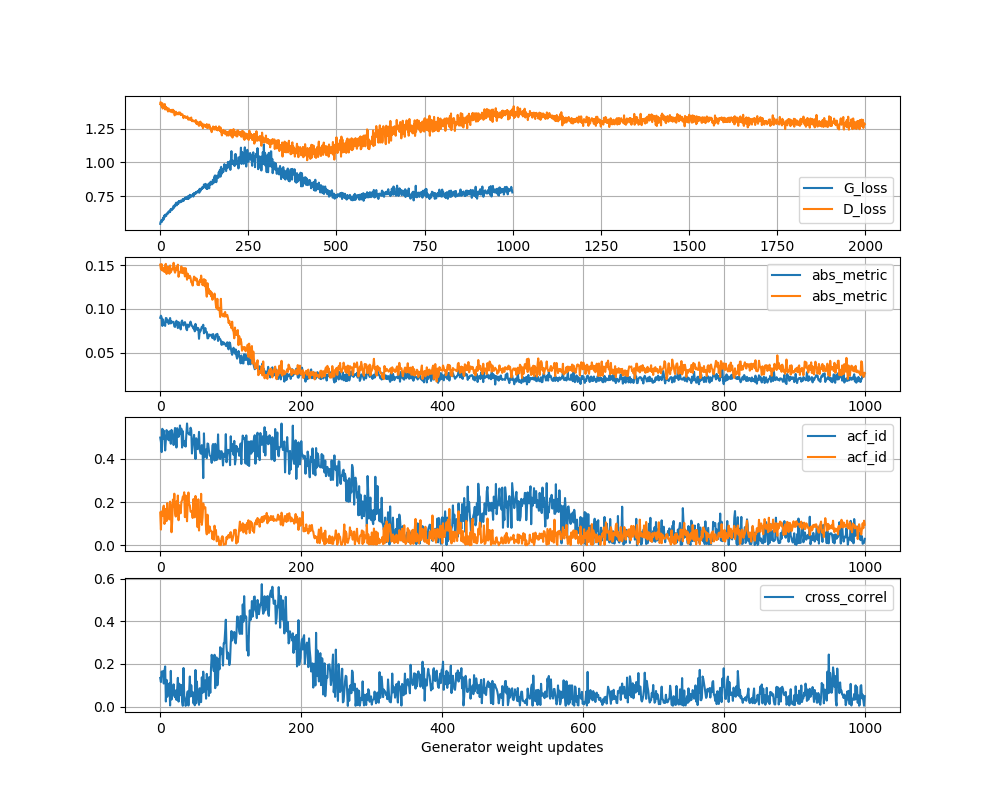 1.25
1.00
0.75
G_loss
D_loss
0 250 500 750 1000 1250 1500 1750 2000
0.15
0.10
0.05
abs_metric
abs_metric
0 200 400 600 800 1000
0.4
0.2
0.0
acf_id
acf_id
0 200 400 600 800 1000
0.6
0.4
0.2
0.0
cross_correl
0 200 400 600 800 1000
Generator weight updates